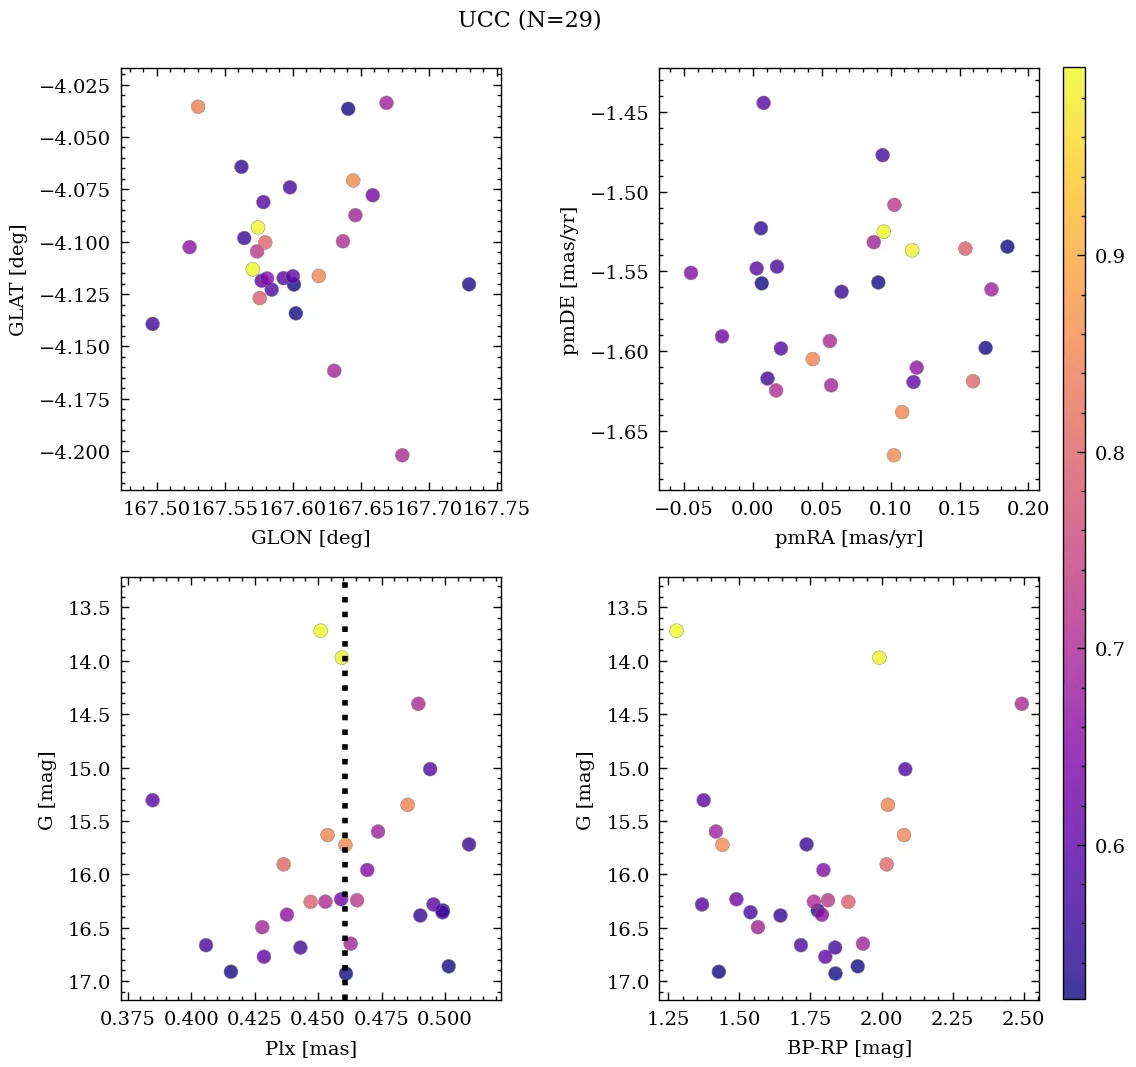 UCC (N=29)
−4.025
−4.050
−4.075
−4.100
−4.125
−4.150
−4.175
−4.200
GLAT [deg]
167.50 167.55 167.60 167.65 167.70 167.75
GLON [deg]
−1.45
−1.50
−1.55
−1.60
−1.65
pmDE [mas/yr]
−0.05 0.00 0.05 0.10 0.15 0.20
pmRA [mas/yr]
0.9
0.8
0.7
0.6
13.5
14.0
14.5
15.0
15.5
16.0
16.5
17.0
G [mag]
0.375 0.400 0.425 0.450 0.475 0.500
Plx [mas]
13.5
14.0
14.5
15.0
15.5
16.0
16.5
17.0
G [mag]
1.25 1.50 1.75 2.00 2.25 2.50
BP-RP [mag]